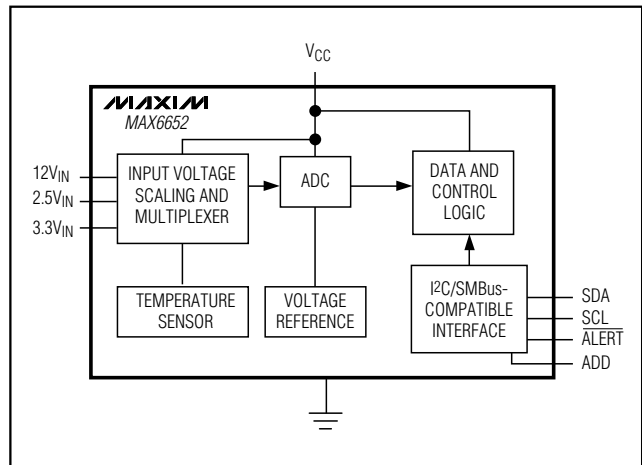 VCC
MAXIM
MAX6652
12VIN
2.5VIN
3.3VIN
INPUT VOLTAGE
SCALING AND
MULTIPLEXER
ADC
DATA AND
CONTROL
LOGIC
TEMPERATURE
SENSOR
VOLTAGE
REFERENCE
I2C/SMBus-
COMPATIBLE
INTERFACE
SDA
SCL
ALERT
ADD